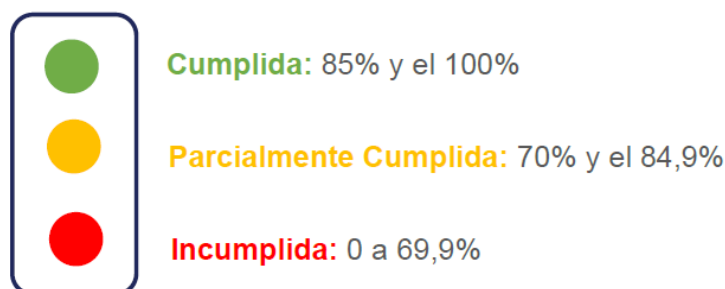 Cumplida: 85% y el 100%
Parcialmente Cumplida: 70% y el 84,9%
Incumplida: 0 a 69,9%